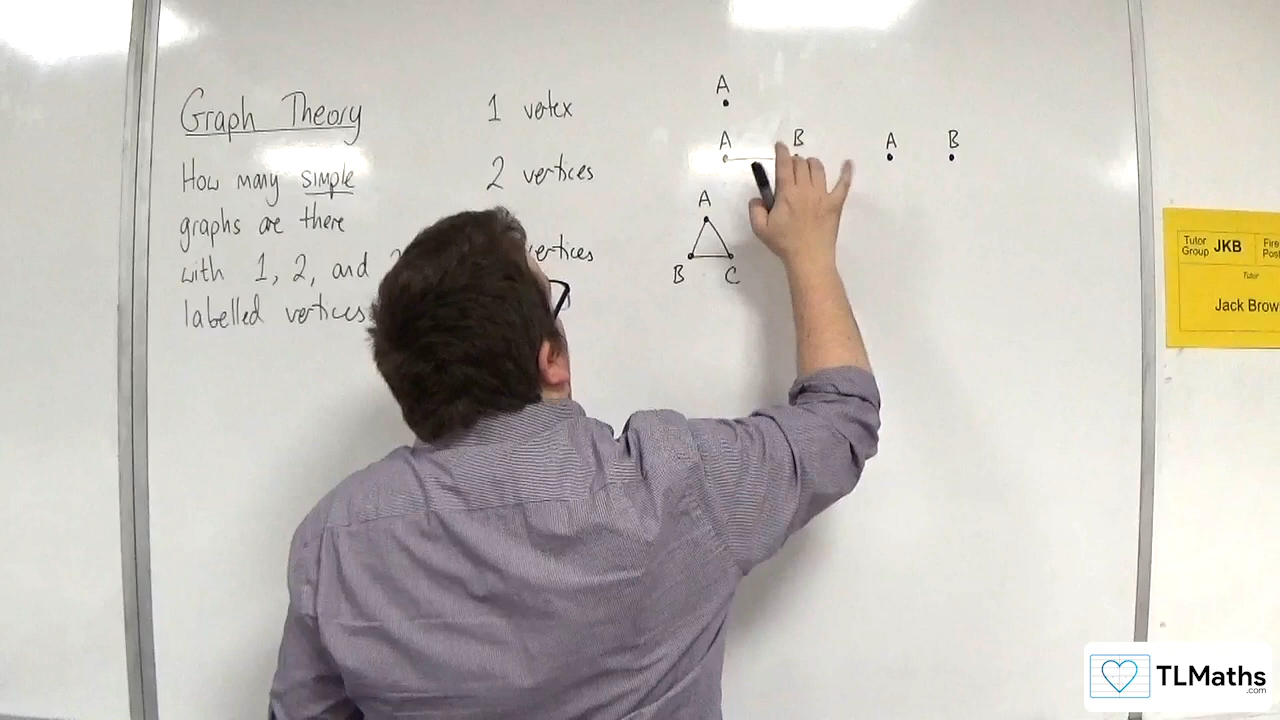 Graph Theory
How many simple
graphs are there
with 1, 2, and
labelled vertices
1 vertex
2 vertices
A
A B A B
A
B C
Tutor Group JKB
Tutor
Jack Brow
TLMaths
.com